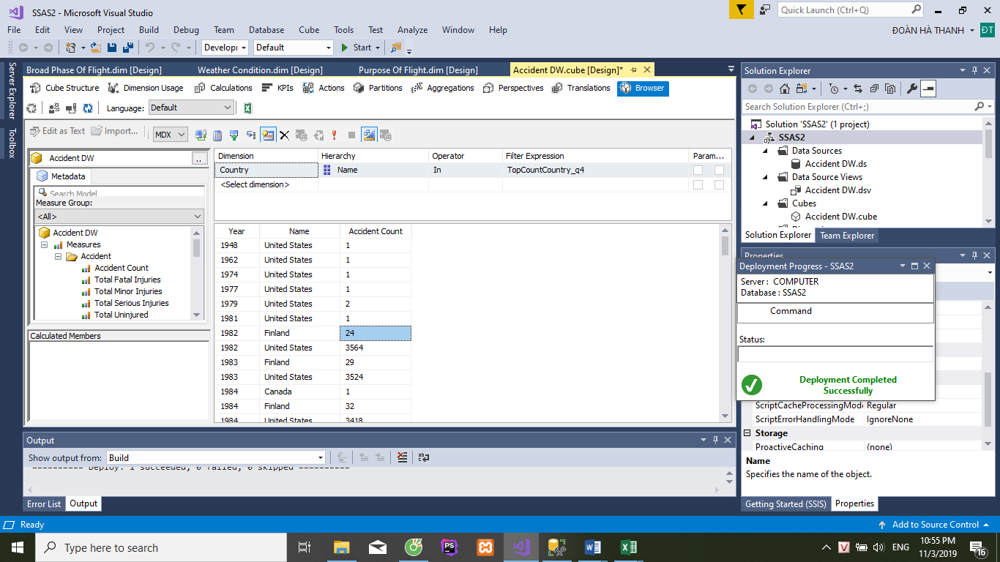 SSAS2 - Microsoft Visual Studio
Quick Launch (Ctrl+Q)
File Edit View Project Build Debug Team Database Cube Tools Test Analyze Window Help
ĐOÀN HÀ THANH ĐT
Default Start
Server Explorer
Toolbox
Broad Phase Of Flight.dim [Design] Weather Condition.dim [Design] Purpose Of Flight.dim [Design] Accident DW.cube [Design]*
Cube Structure Dimension Usage Calculations KPIs Actions Partitions Aggregations Perspectives Translations Browser
Language: Default
Edit as Text Import... MDX
Accident DW ..
Metadata
Search Model
Measure Group:
<All>
Accident DW
Measures
Accident
Accident Count
Total Fatal Injuries
Total Minor Injuries
Total Serious Injuries
Total Uninjured
Calculated Members
Dimension Hierarchy Operator Filter Expression Param...
Country Name In TopCountCountry_q4
<Select dimension>
Year Name Accident Count
1948 United States 1
1962 United States 1
1974 United States 1
1977 United States 1
1979 United States 2
1981 United States 1
1982 Finland 24
1982 United States 3564
1983 Finland 29
1983 United States 3524
1984 Canada 1
1984 Finland 32
1984 United States 3418
Output
Show output from: Build
========== Deploy: 1 succeeded, 0 failed, 0 skipped ==========
Error List Output
Solution Explorer
Search Solution Explorer (Ctrl+;)
Solution 'SSAS2' (1 project)
SSAS2
Data Sources
Accident DW.ds
Data Source Views
Accident DW.dsv
Cubes
Accident DW.cube
Solution Explorer Team Explorer
Properties
Deployment Progress - SSAS2
Server : COMPUTER
Database : SSAS2
Command
Status:
Deployment Completed
Successfully
ScriptCacheProcessingMode Regular
ScriptErrorHandlingMode IgnoreNone
Storage
ProactiveCaching (none)
Name
Specifies the name of the object.
Getting Started (SSIS) Properties
Ready
Add to Source Control
Type here to search
ENG
10:55 PM
11/3/2019
16